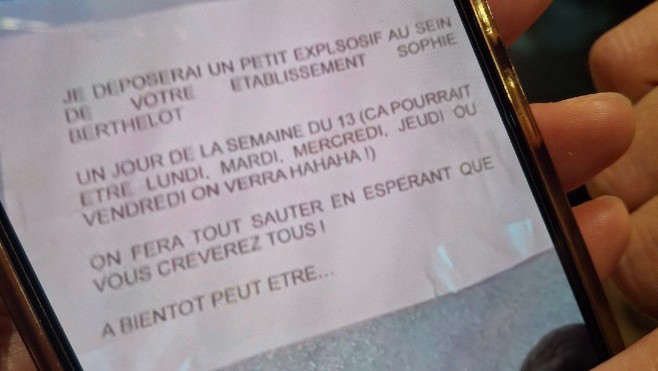 JE DEPOSERAI UN PETIT EXPLSOSIF AU SEIN
DE VOTRE ETABLISSEMENT SOPHIE
BERTHELOT
UN JOUR DE LA SEMAINE DU 13 (CA POURRAIT
ETRE LUNDI, MARDI, MERCREDI, JEUDI OU
VENDREDI ON VERRA HAHAHA !)
ON FERA TOUT SAUTER EN ESPERANT QUE
VOUS CREVEREZ TOUS !
A BIENTOT PEUT ETRE...